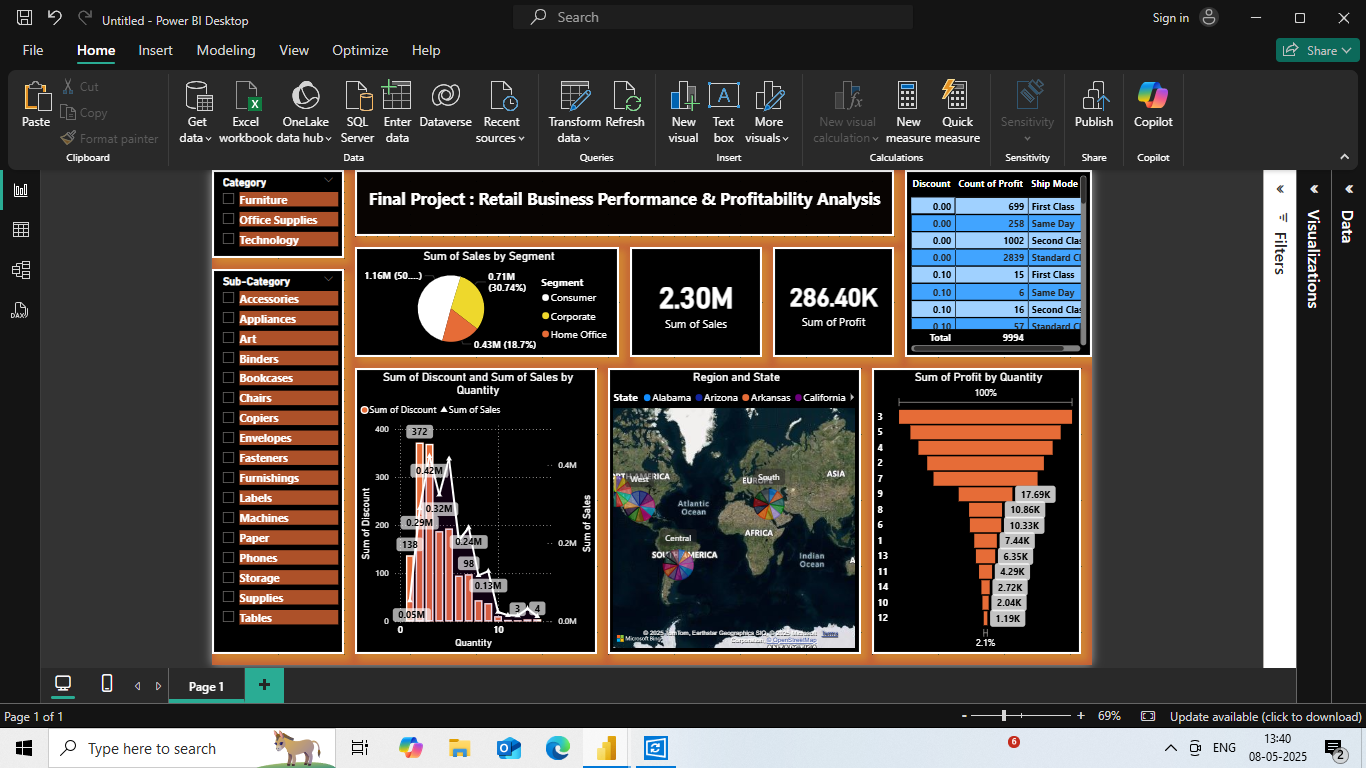 Untitled - Power BI Desktop
Search
Sign in
File Home Insert Modeling View Optimize Help
Share
Paste
Cut
Copy
Format painter
Clipboard
Get data
Excel workbook
OneLake data hub
SQL Server
Enter data
Dataverse
Recent sources
Data
Transform data
Refresh
Queries
New visual
Text box
More visuals
Insert
New visual calculation
New measure
Quick measure
Calculations
Sensitivity
Sensitivity
Publish
Share
Copilot
Copilot
Category
Furniture
Office Supplies
Technology
Sub-Category
Accessories
Appliances
Art
Binders
Bookcases
Chairs
Copiers
Envelopes
Fasteners
Furnishings
Labels
Machines
Paper
Phones
Storage
Supplies
Tables
Final Project : Retail Business Performance & Profitability Analysis
Sum of Sales by Segment
1.16M (50....)
0.71M
(30.74%)
0.43M (18.7%)
Segment
Consumer
Corporate
Home Office
2.30M
Sum of Sales
286.40K
Sum of Profit
Discount Count of Profit Ship Mode
0.00 699 First Class
0.00 258 Same Day
0.00 1002 Second Clas
0.00 2839 Standard Cl
0.10 15 First Class
0.10 6 Same Day
0.10 16 Second Clas
0.10 57 Standard Cl
Total 9994
Sum of Discount and Sum of Sales by
Quantity
Sum of Discount Sum of Sales
400
300
200
100
0
Sum of Discount
372
0.42M
0.32M
0.29M
138
0.24M
98
0.13M
0.05M
3
4
0.4M
0.2M
0.0M
Sum of Sales
0 10
Quantity
Region and State
State Alabama Arizona Arkansas California
NORTH AMERICA
West
EUROPE
South
ASIA
Atlantic
Ocean
AFRICA
Central
SOUTH AMERICA
Indian
Ocean
A
Microsoft Bing
© 2025 TomTom, Earthstar Geographics SIO, © 2025 Microsoft
Corporation, © OpenStreetMap
Sum of Profit by Quantity
100%
3
5
4
2
7
9 17.69K
8 10.86K
6 10.33K
1 7.44K
13 6.35K
11 4.29K
14 2.72K
10 2.04K
12 1.19K
2.1%
Filters
Visualizations
Data
DAX
Page 1
Page 1 of 1
- + 69%
Update available (click to download)
Type here to search
6
ENG
13:40
08-05-2025
2